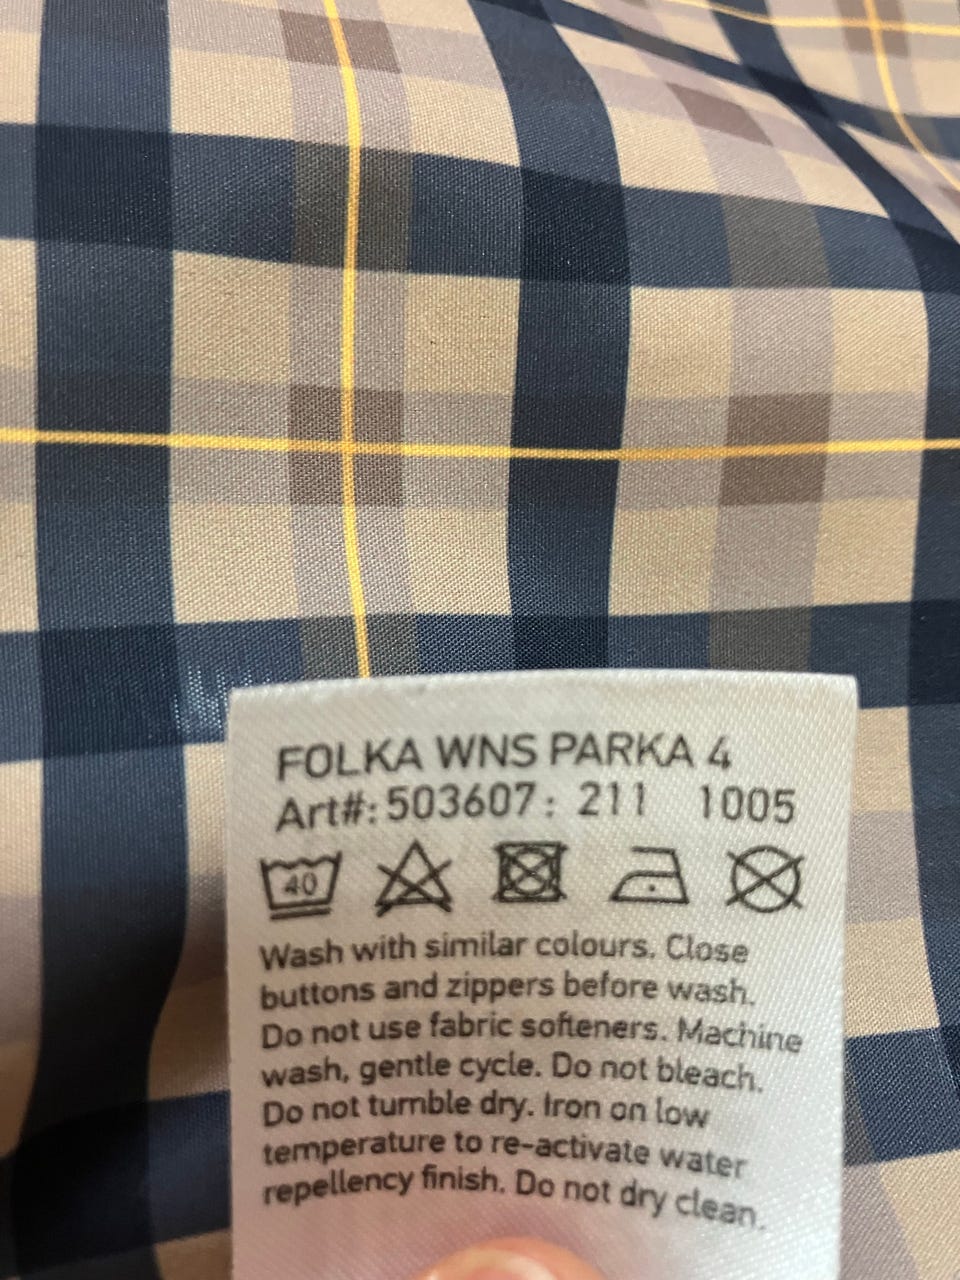 FOLKA WNS PARKA 4
Art#: 503607: 211 1005
40
Wash with similar colours. Close
buttons and zippers before wash.
Do not use fabric softeners. Machine
wash, gentle cycle. Do not bleach.
Do not tumble dry. Iron on low
temperature to re-activate water
repellency finish. Do not dry clean.